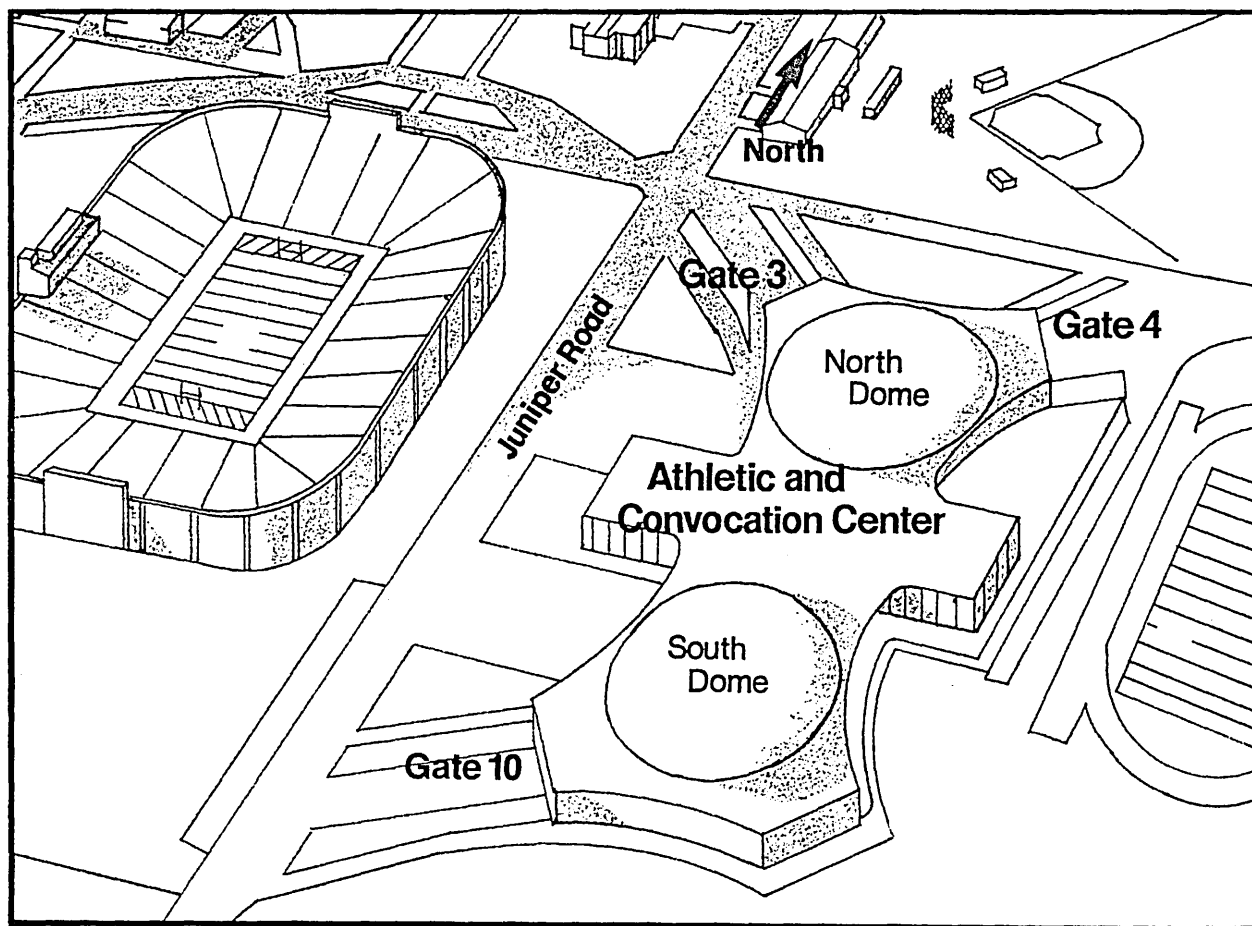 North
Gate 3
Gate 4
North
Dome
Juniper Road
Athletic and
Convocation Center
South
Dome
Gate 10